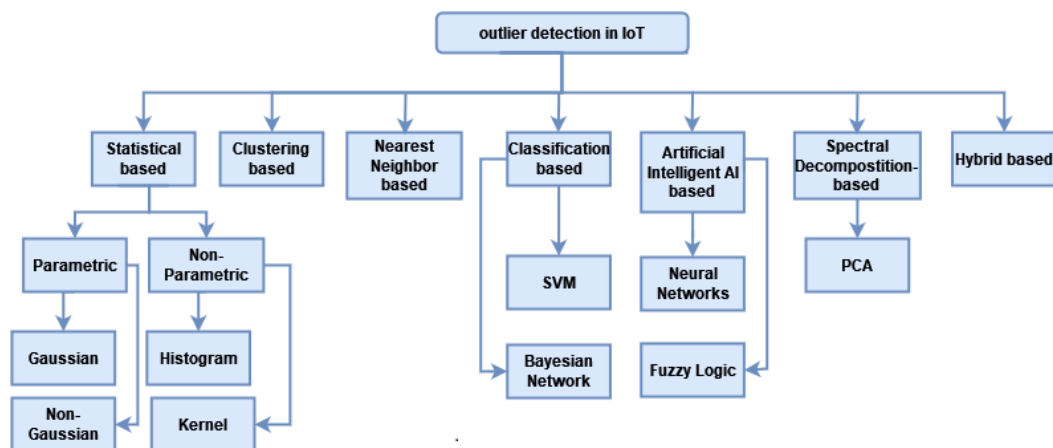 outlier detection in IoT
Statistical
based
Clustering
based
Nearest
Neighbor
based
Classification
based
Artificial
Intelligent AI
based
Spectral
Decompostition-
based
Hybrid based
Parametric
Non-
Parametric
SVM
Neural
Networks
PCA
Gaussian
Histogram
Bayesian
Network
Fuzzy Logic
Non-
Gaussian
Kernel
.